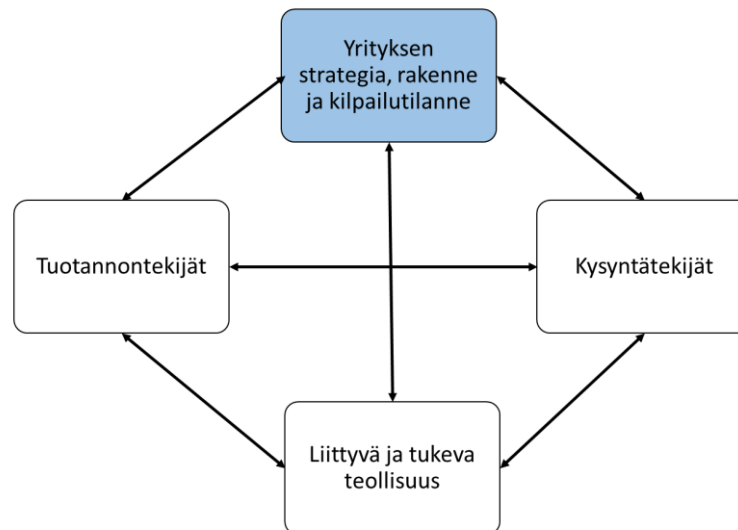 Yrityksen
strategia, rakenne
ja kilpailutilanne
Tuotannontekijät
Kysyntätekijät
Liittyvä ja tukeva
teollisuus